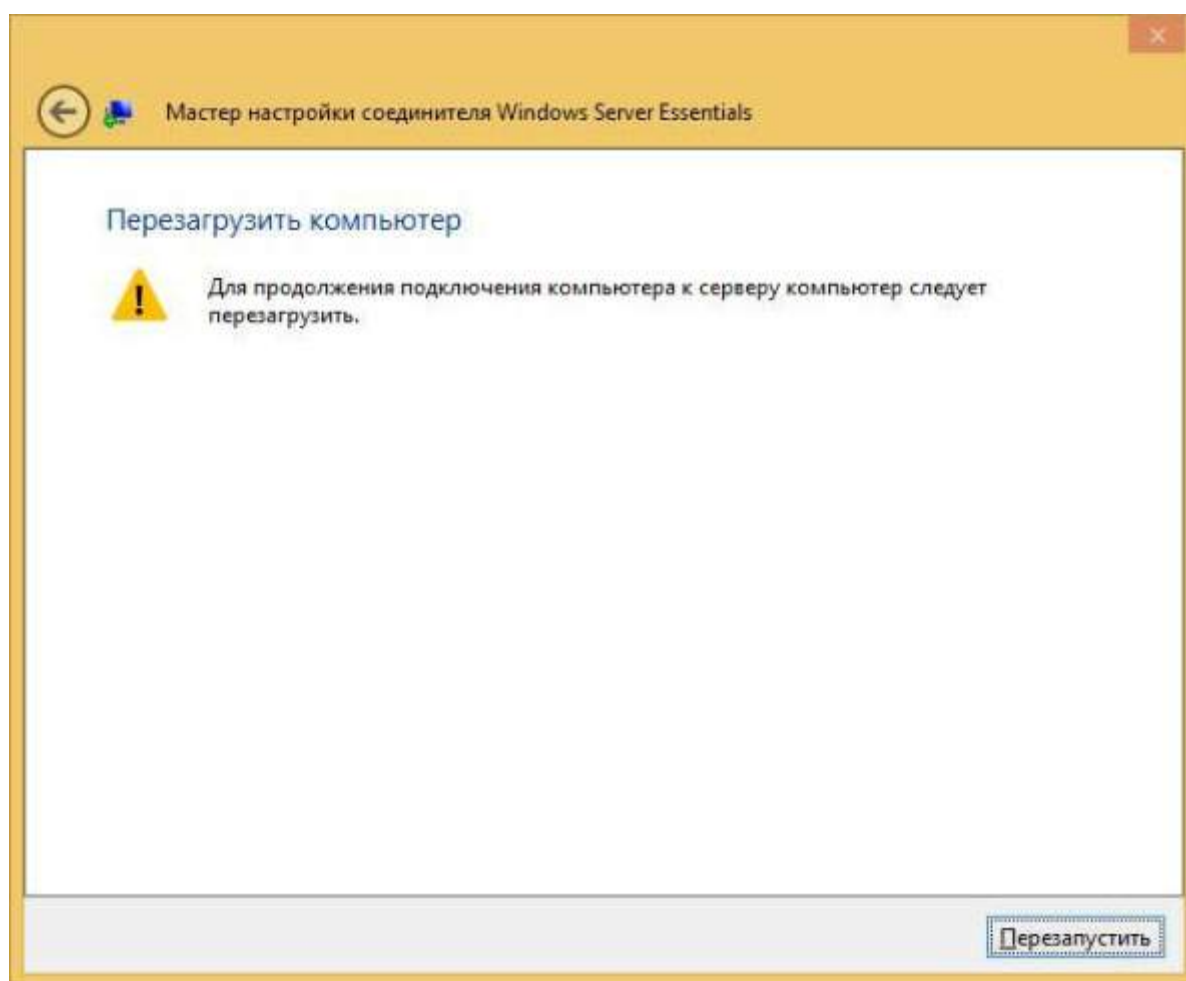 Мастер настройки соединителя Windows Server Essentials
Перезагрузить компьютер
Для продолжения подключения компьютера к серверу компьютер следует
перезагрузить.
Перезапустить